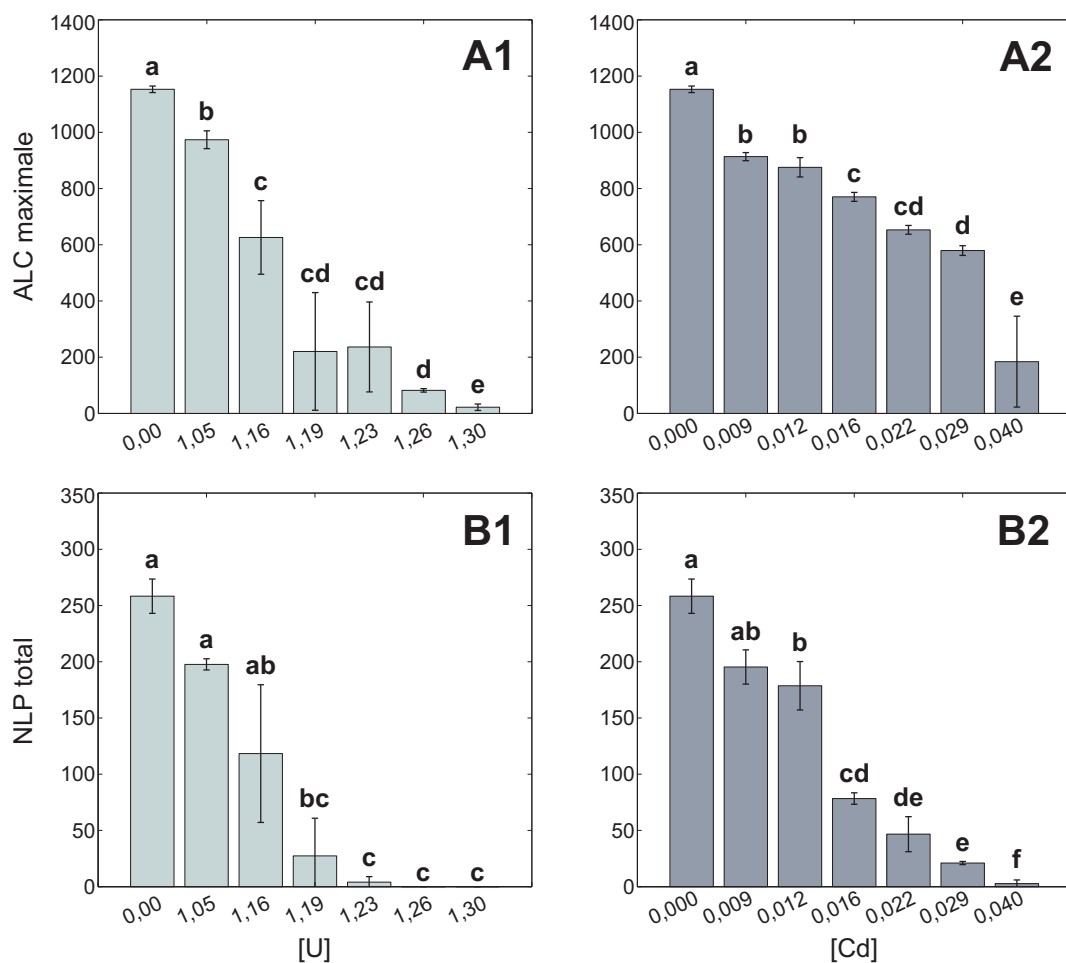 A1
ALC maximale
1400
1200
1000
800
600
400
200
0
a
b
c
cd
cd
d
e
0,00 1,05 1,16 1,19 1,23 1,26 1,30
A2
1400
1200
1000
800
600
400
200
0
a
b
b
c
cd
d
e
0,000 0,009 0,012 0,016 0,022 0,029 0,040
B1
NLP total
350
300
250
200
150
100
50
0
a
a
ab
bc
c
c
c
0,00 1,05 1,16 1,19 1,23 1,26 1,30
[U]
B2
350
300
250
200
150
100
50
0
a
ab
b
cd
de
e
f
0,000 0,009 0,012 0,016 0,022 0,029 0,040
[Cd]